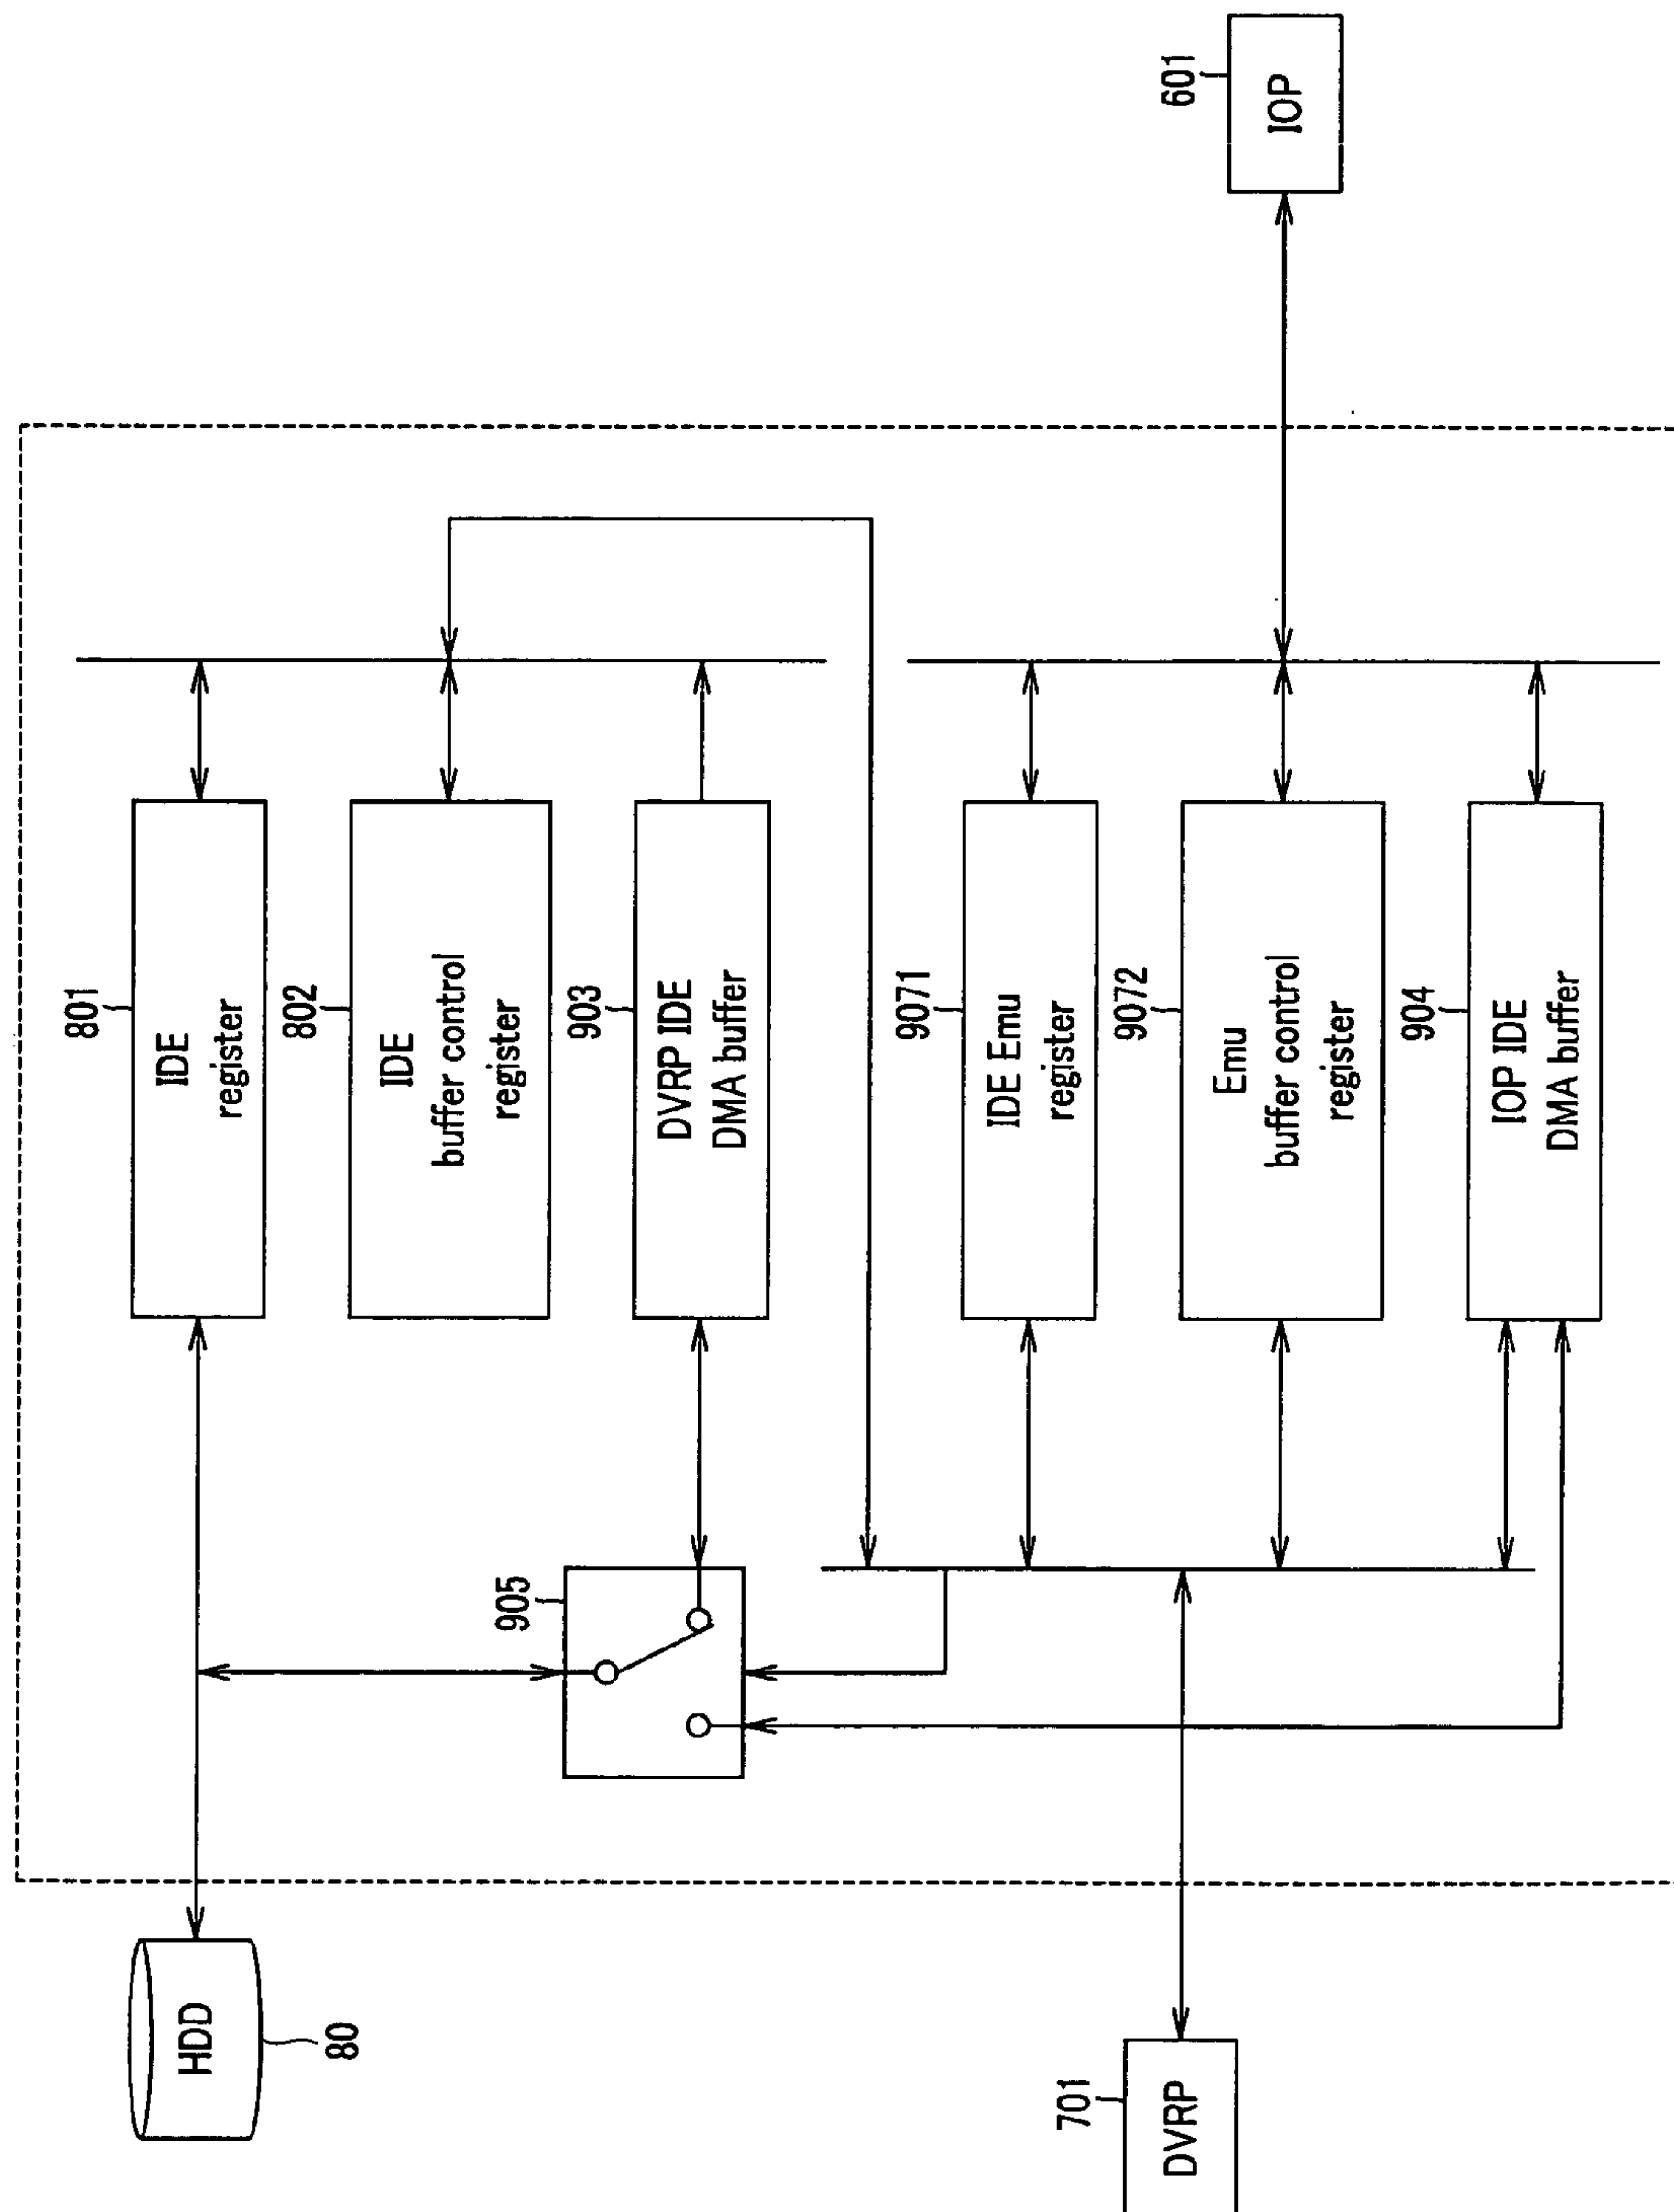 HDD
80
801
IDE
register
802
IDE
buffer control
register
903
DVRP IDE
DMA buffer
905
9071
IDE Emu
register
9072
Emu
buffer control
register
904
IOP IDE
DMA buffer
701
DVRP
601
IOP